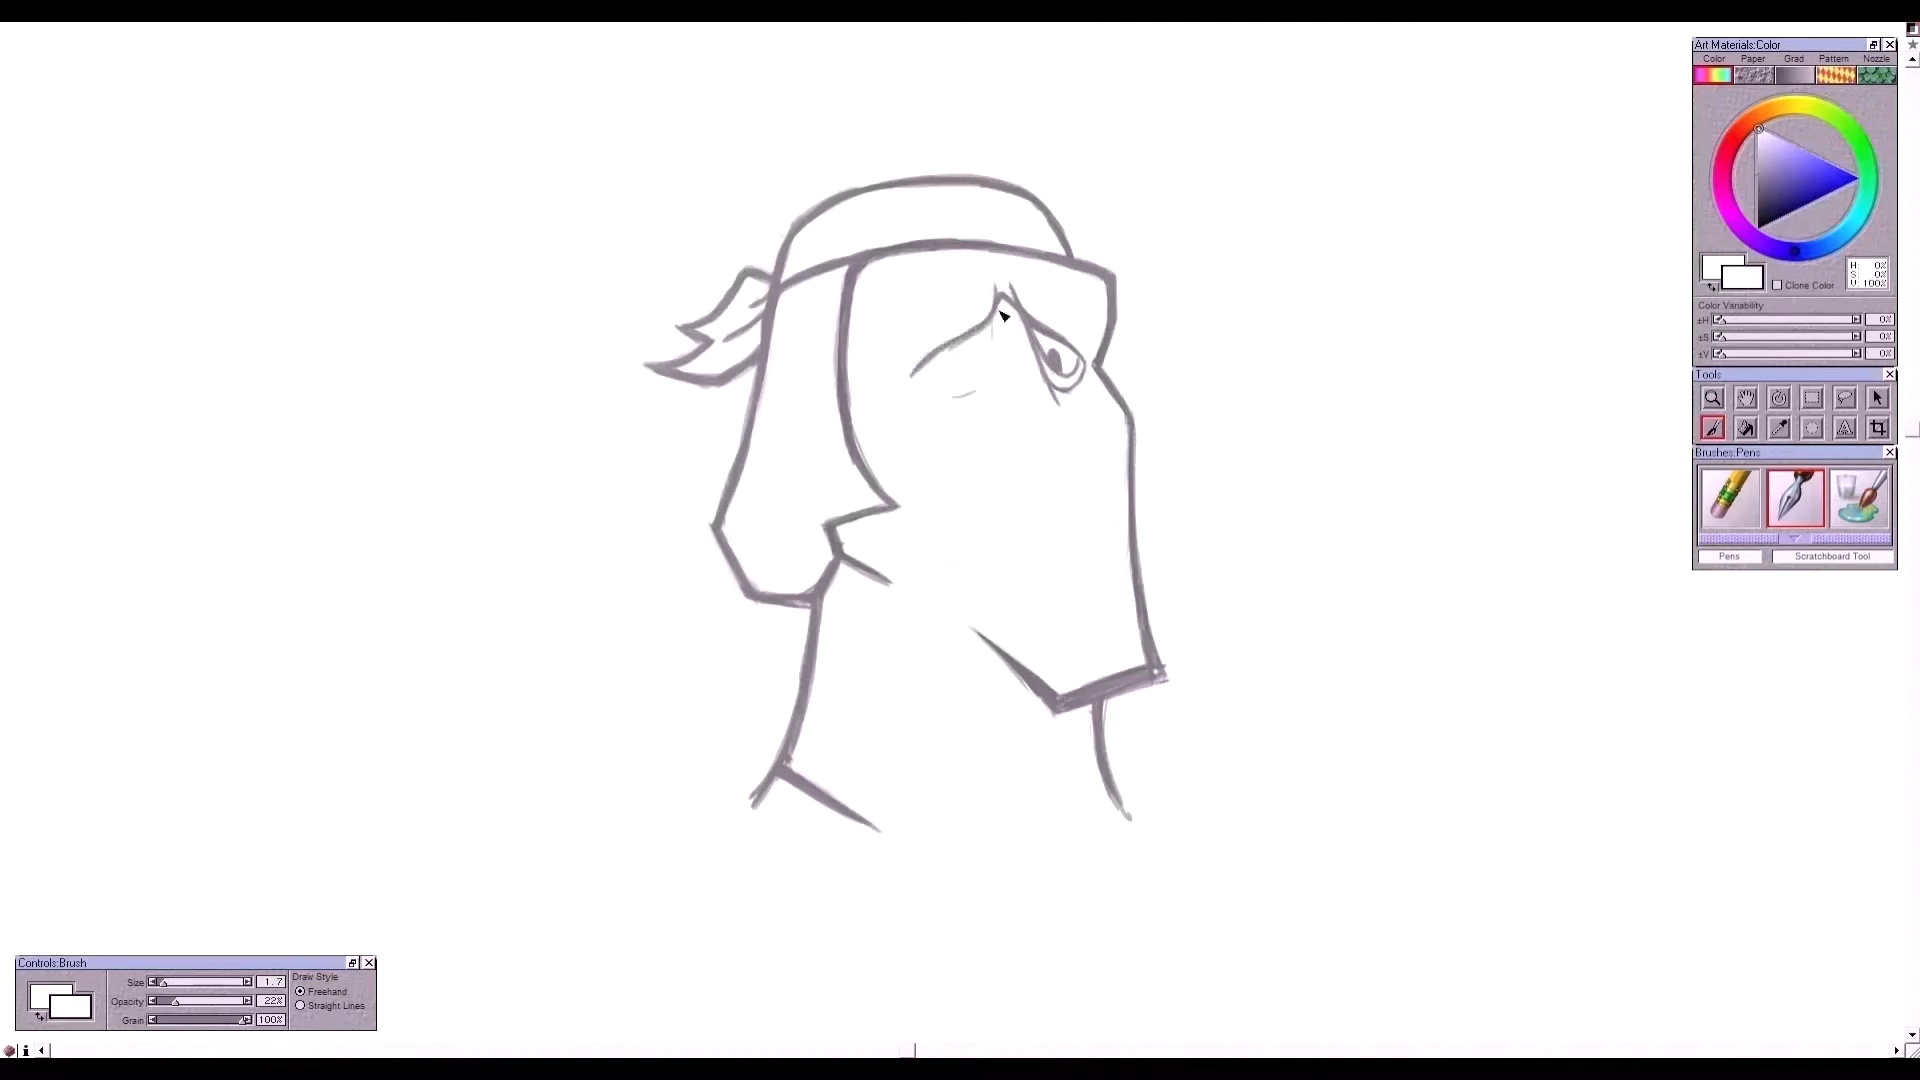 Art Materials:Color
Color Paper Grad Pattern Nozzle
H: 0%
S: 0%
V: 100%
Clone Color
Color Variability
±H 0%
±S 0%
±V 0%
Tools
Brushes:Pens
Pens Scratchboard Tool
Controls:Brush
Size 1.7
Opacity 22%
Grain 100%
Draw Style
Freehand
Straight Lines